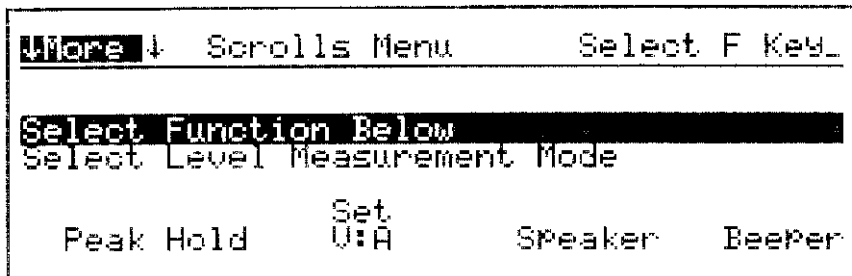 ↓More ↓ Scrolls Menu Select F Key_
Select Function Below
Select Level Measurement Mode
Set
Peak Hold V:A Speaker Beeper